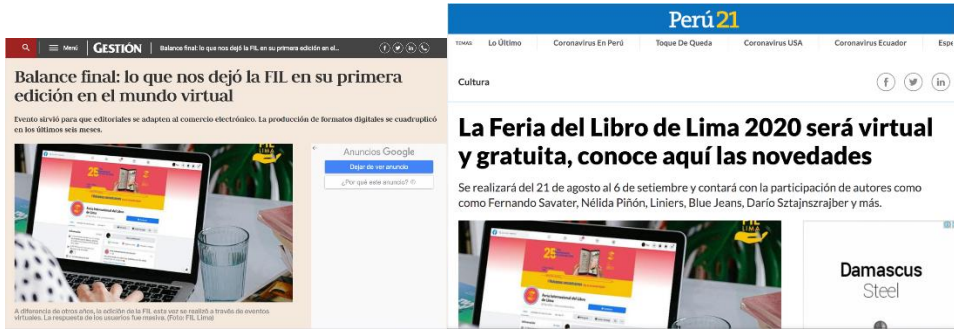 Menú
GESTIÓN
Balance final: lo que nos dejó la FIL en su primera edición en el...
Balance final: lo que nos dejó la FIL en su primera
edición en el mundo virtual
Evento sirvió para que editoriales se adapten al comercio electrónico. La producción de formatos digitales se cuadruplicó
en los últimos seis meses.
FIL
LIMA
25
Anuncios Google
Dejar de ver anuncio
¿Por qué este anuncio?
A diferencia de otros años, la edición de la FIL esta vez se realizó a través de eventos
virtuales. La respuesta de los usuarios fue masiva. (Foto: FIL Lima)
Perú21
TEMAS
Lo Último
Coronavirus En Perú
Toque De Queda
Coronavirus USA
Coronavirus Ecuador
Espe
Cultura
La Feria del Libro de Lima 2020 será virtual
y gratuita, conoce aquí las novedades
Se realizará del 21 de agosto al 6 de setiembre y contará con la participación de autores como
como Fernando Savater, Nélida Piñón, Liniers, Blue Jeans, Darío Sztajnszrajber y más.
FIL
LIMA
25
Damascus
Steel